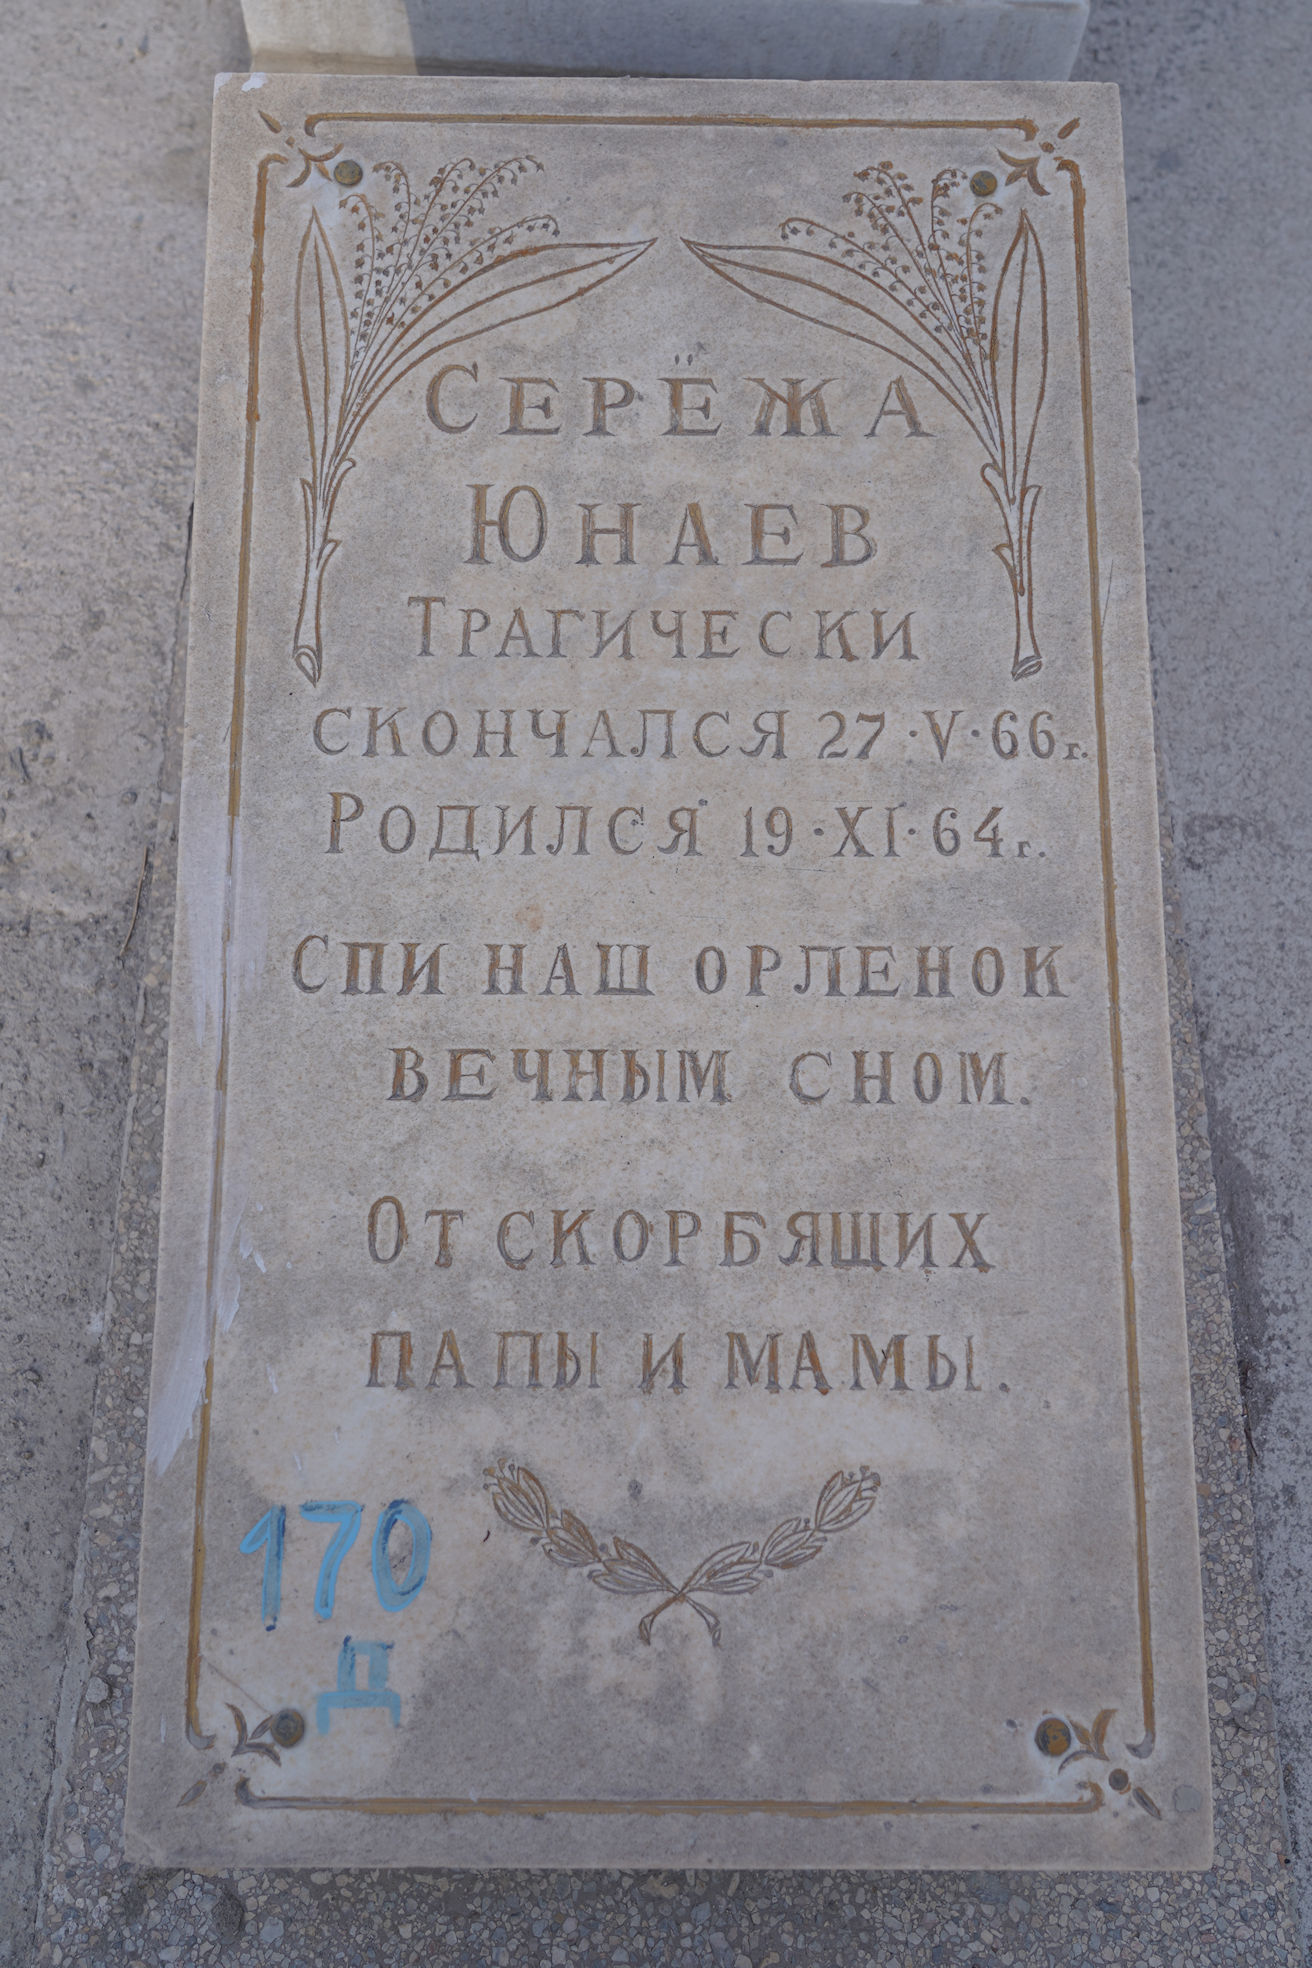 СЕРЁЖА
ЮНАЕВ
ТРАГИЧЕСКИ
СКОНЧАЛСЯ 27·V·66г.
РОДИЛСЯ 19·XI·64г.
СПИ НАШ ОРЛЕНОК
ВЕЧНЫМ СНОМ.
ОТ СКОРБЯЩИХ
ПАПЫ И МАМЫ.
170
Д